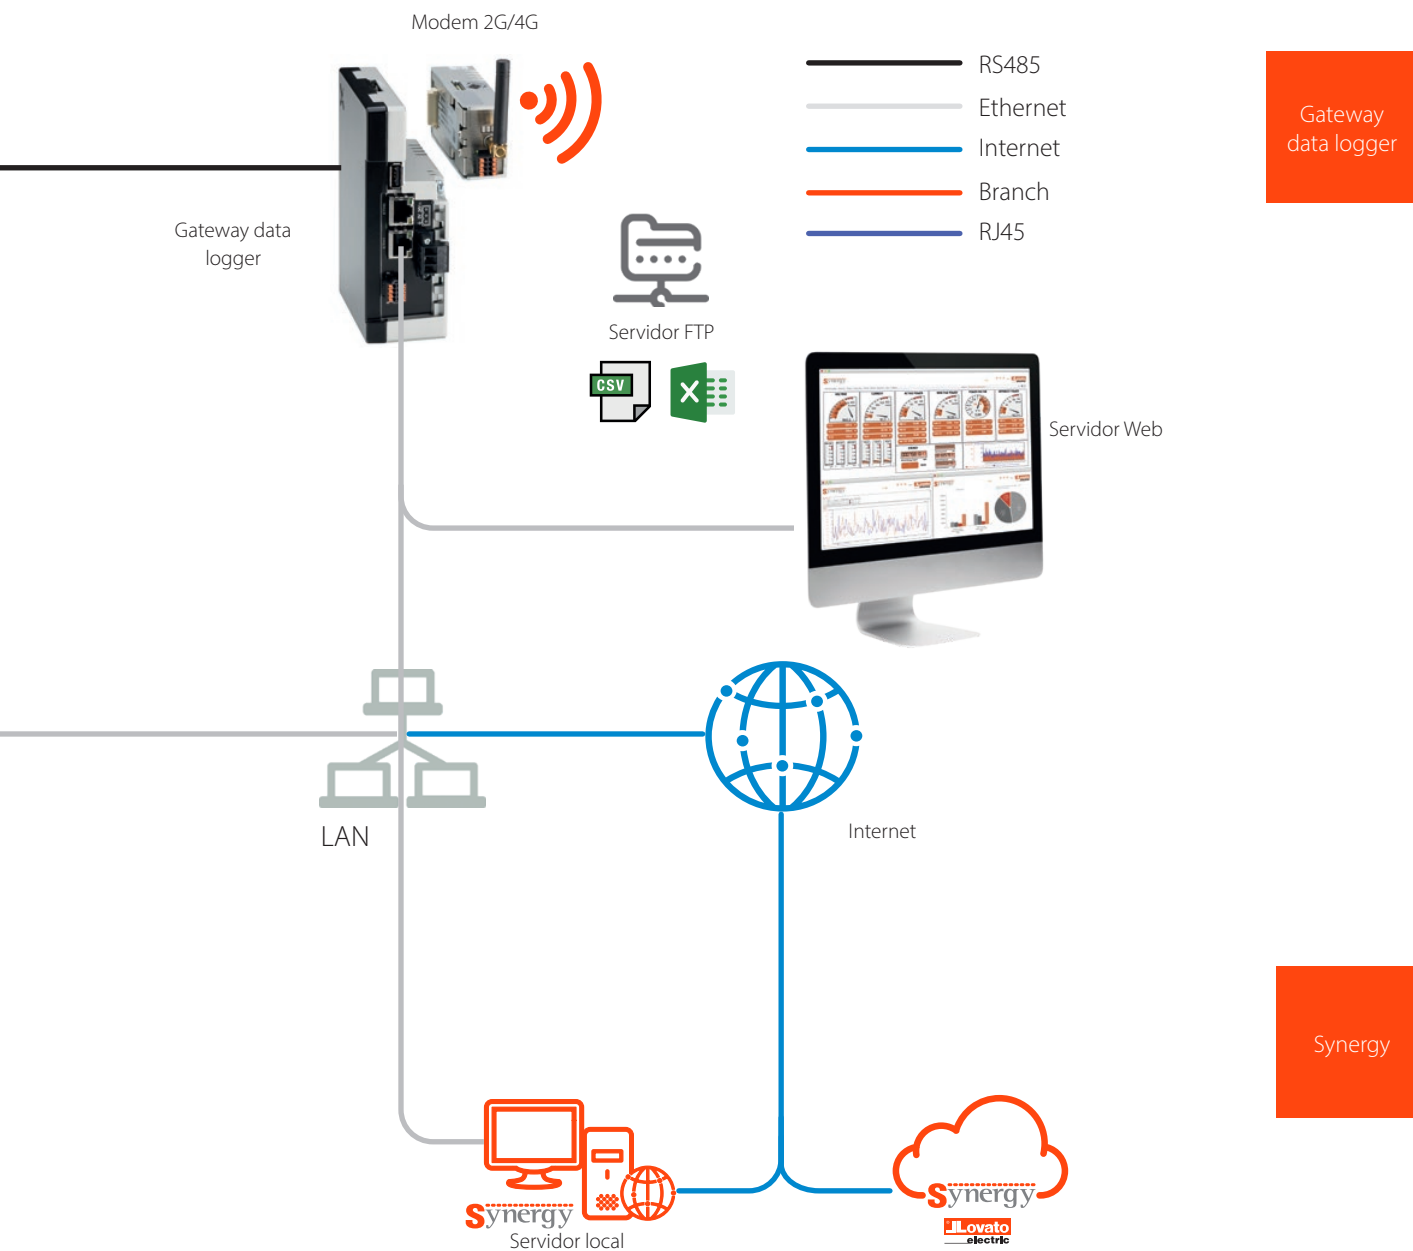 Modem 2G/4G
RS485
Ethernet
Internet
Branch
RJ45
Gateway
data logger
Gateway data
logger
Servidor FTP
CSV
X
Servidor Web
LAN
Internet
Synergy
Synergy
Servidor local
Synergy
Lovato
electric